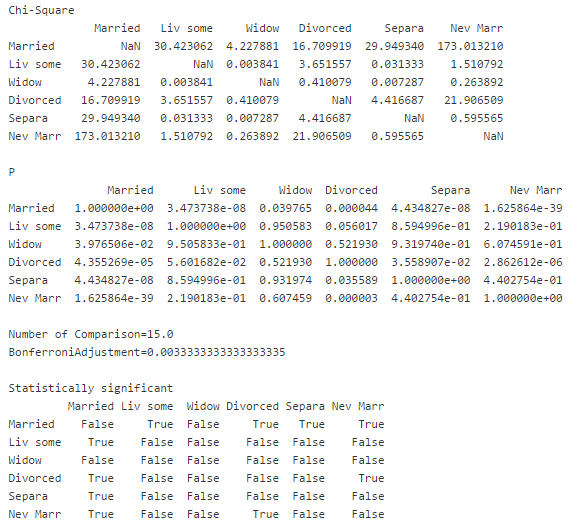 Chi-Square
Married Liv some Widow Divorced Separa Nev Marr
Married NaN 30.423062 4.227881 16.709919 29.949340 173.013210
Liv some 30.423062 NaN 0.003841 3.651557 0.031333 1.510792
Widow 4.227881 0.003841 NaN 0.410079 0.007287 0.263892
Divorced 16.709919 3.651557 0.410079 NaN 4.416687 21.906509
Separa 29.949340 0.031333 0.007287 4.416687 NaN 0.595565
Nev Marr 173.013210 1.510792 0.263892 21.906509 0.595565 NaN
P
Married Liv some Widow Divorced Separa Nev Marr
Married 1.000000e+00 3.473738e-08 0.039765 0.000044 4.434827e-08 1.625864e-39
Liv some 3.473738e-08 1.000000e+00 0.950583 0.056017 8.594996e-01 2.190183e-01
Widow 3.976506e-02 9.505833e-01 1.000000 0.521930 9.319740e-01 6.074591e-01
Divorced 4.355269e-05 5.601682e-02 0.521930 1.000000 3.558907e-02 2.862612e-06
Separa 4.434827e-08 8.594996e-01 0.931974 0.035589 1.000000e+00 4.402754e-01
Nev Marr 1.625864e-39 2.190183e-01 0.607459 0.000003 4.402754e-01 1.000000e+00
Number of Comparison=15.0
BonferroniAdjustment=0.0033333333333333335
Statistically significant
Married Liv some Widow Divorced Separa Nev Marr
Married False True False True True True
Liv some True False False False False False
Widow False False False False False False
Divorced True False False False False True
Separa True False False False False False
Nev Marr True False False True False False